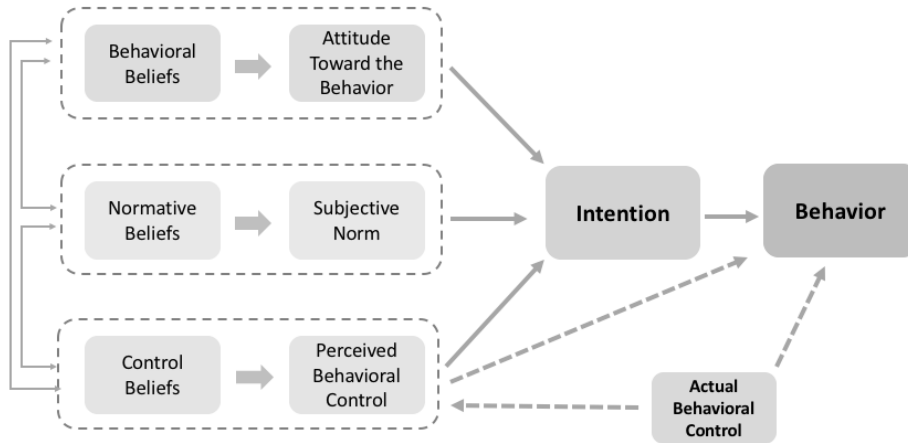 Behavioral
Beliefs
Attitude
Toward the
Behavior
Normative
Beliefs
Subjective
Norm
Intention
Behavior
Control
Beliefs
Perceived
Behavioral
Control
Actual
Behavioral
Control